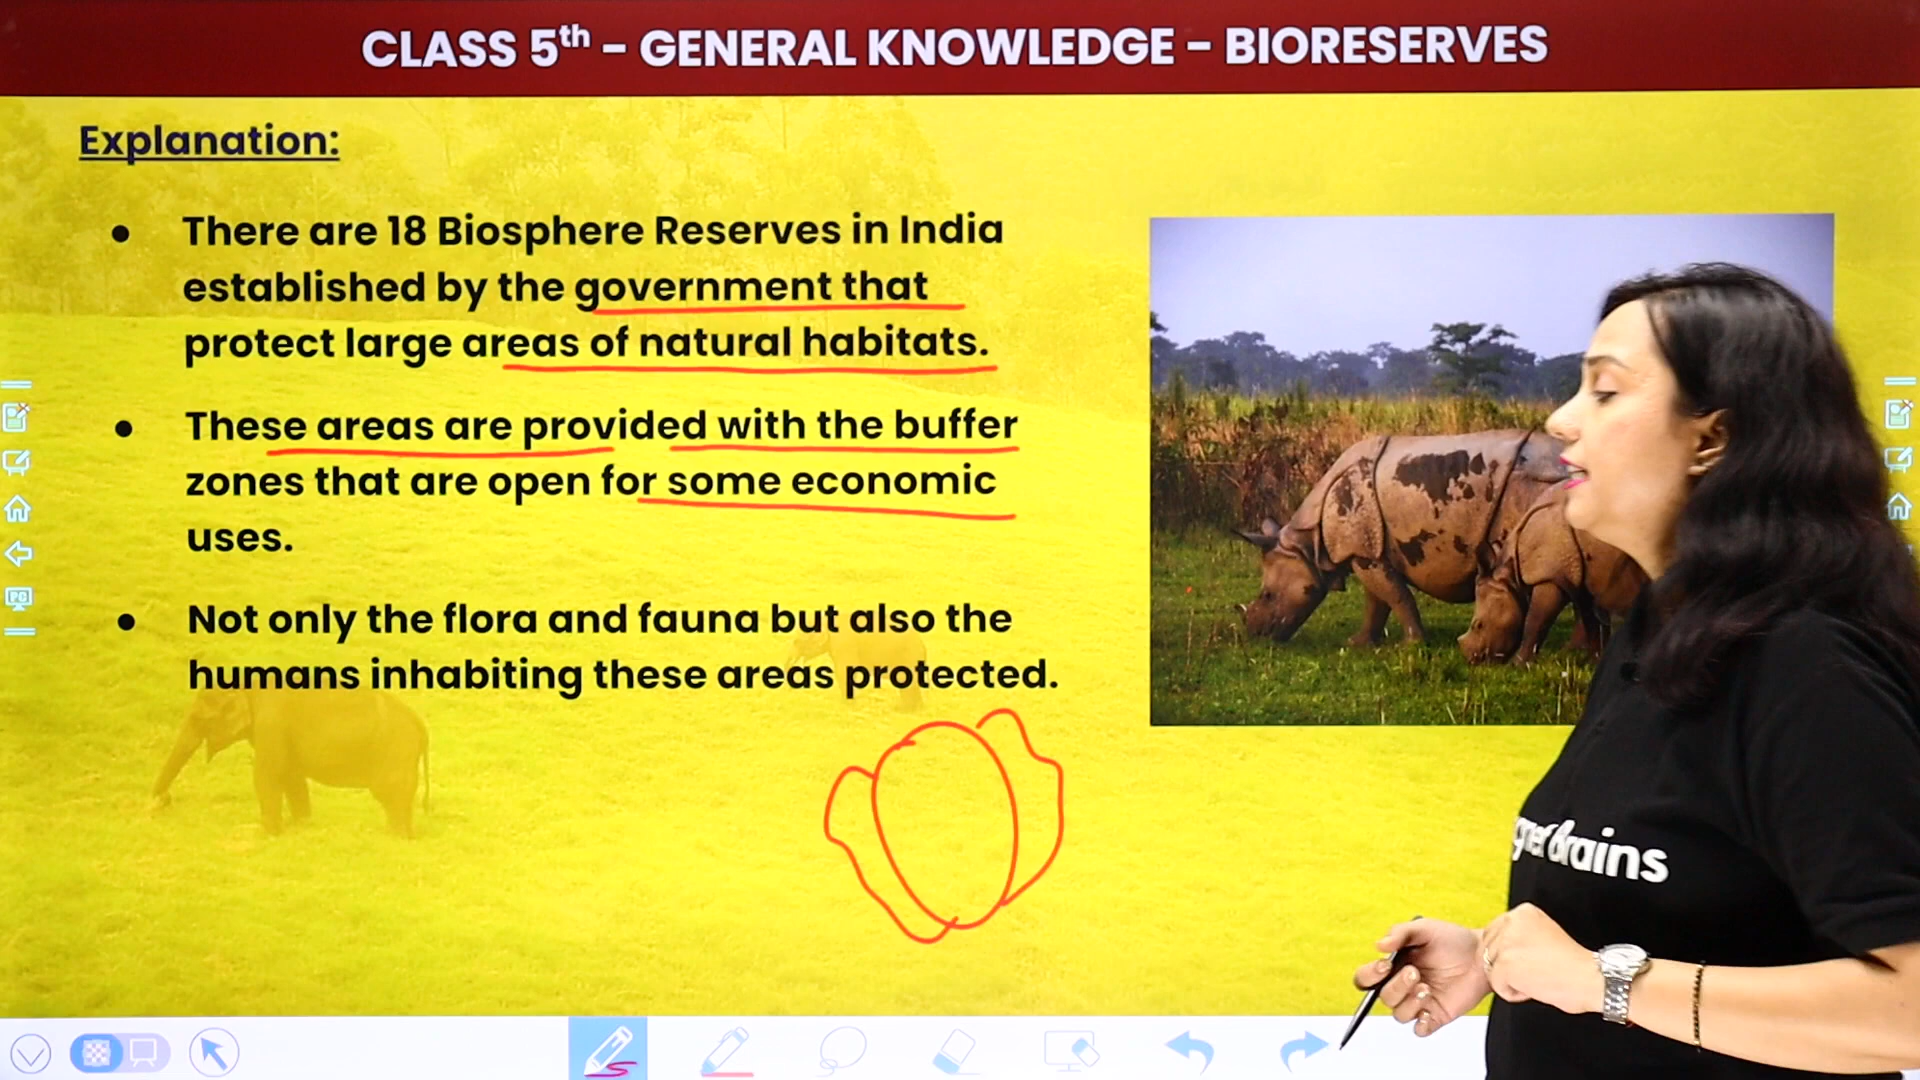 CLASS 5th – GENERAL KNOWLEDGE – BIORESERVES
Explanation:
● There are 18 Biosphere Reserves in India
established by the government that
protect large areas of natural habitats.
● These areas are provided with the buffer
zones that are open for some economic
uses.
● Not only the flora and fauna but also the
humans inhabiting these areas protected.
Brains
PC